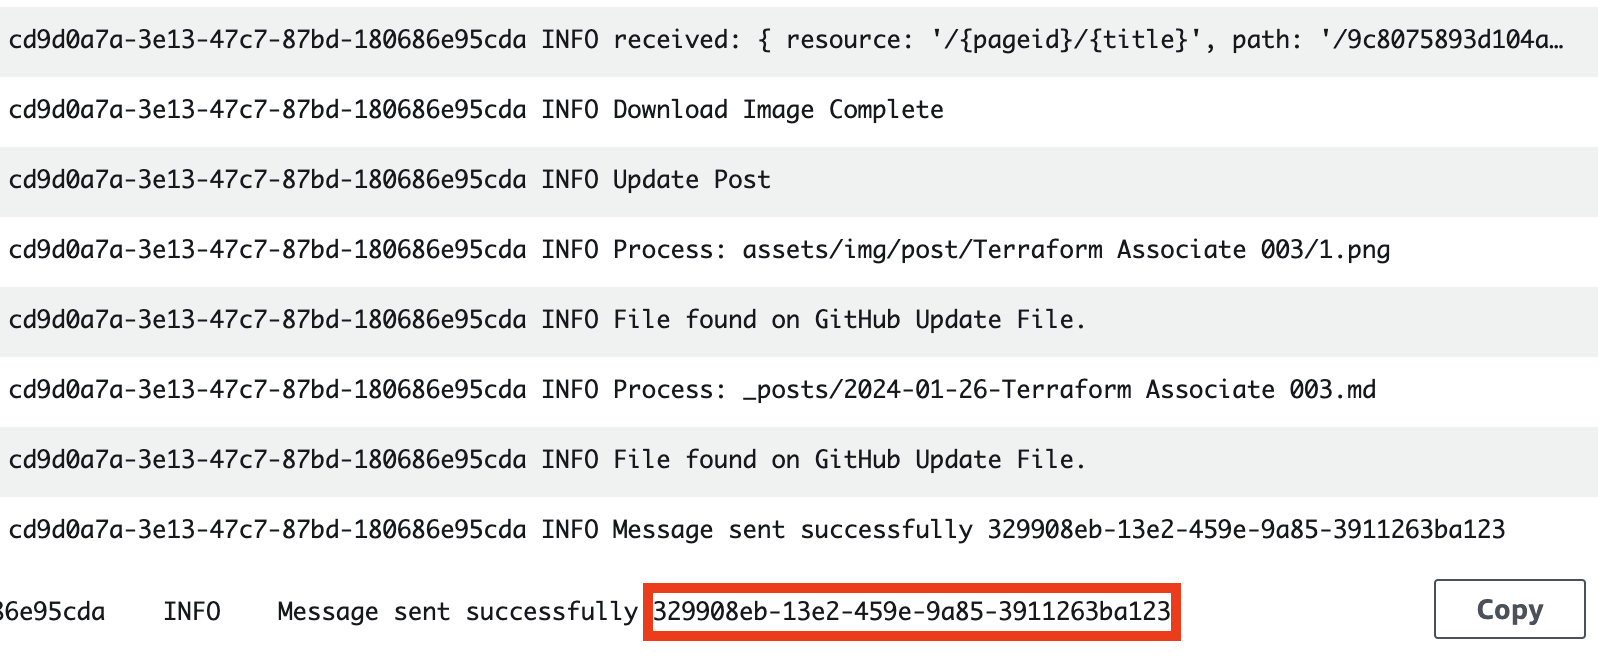 cd9d0a7a-3e13-47c7-87bd-180686e95cda INFO received: { resource: '/{pageid}/{title}', path: '/9c8075893d104a…
cd9d0a7a-3e13-47c7-87bd-180686e95cda INFO Download Image Complete
cd9d0a7a-3e13-47c7-87bd-180686e95cda INFO Update Post
cd9d0a7a-3e13-47c7-87bd-180686e95cda INFO Process: assets/img/post/Terraform Associate 003/1.png
cd9d0a7a-3e13-47c7-87bd-180686e95cda INFO File found on GitHub Update File.
cd9d0a7a-3e13-47c7-87bd-180686e95cda INFO Process: _posts/2024-01-26-Terraform Associate 003.md
cd9d0a7a-3e13-47c7-87bd-180686e95cda INFO File found on GitHub Update File.
cd9d0a7a-3e13-47c7-87bd-180686e95cda INFO Message sent successfully 329908eb-13e2-459e-9a85-3911263ba123
86e95cda INFO Message sent successfully 329908eb-13e2-459e-9a85-3911263ba123 Copy